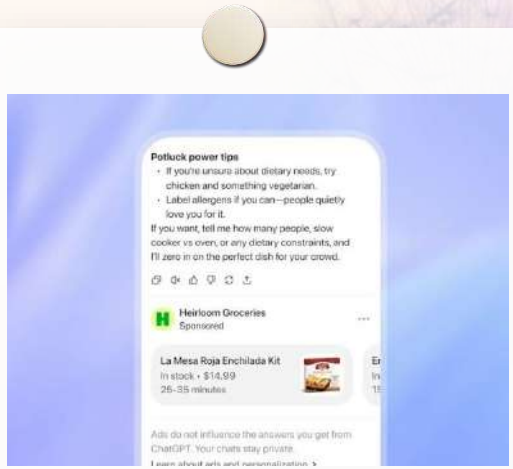 Potluck power tips
• If you're unsure about dietary needs, try
chicken and something vegetarian.
• Label allergens if you can—people quietly
love you for it.
If you want, tell me how many people, slow
cooker vs oven, or any dietary constraints, and
I'll zero in on the perfect dish for your crowd.
H
Heirloom Groceries
Sponsored
La Mesa Roja Enchilada Kit
In stock • $14.99
25-35 minutes
Er
In
Ads do not influence the answers you get from
ChatGPT. Your chats stay private.
Learn about ads and personalization >